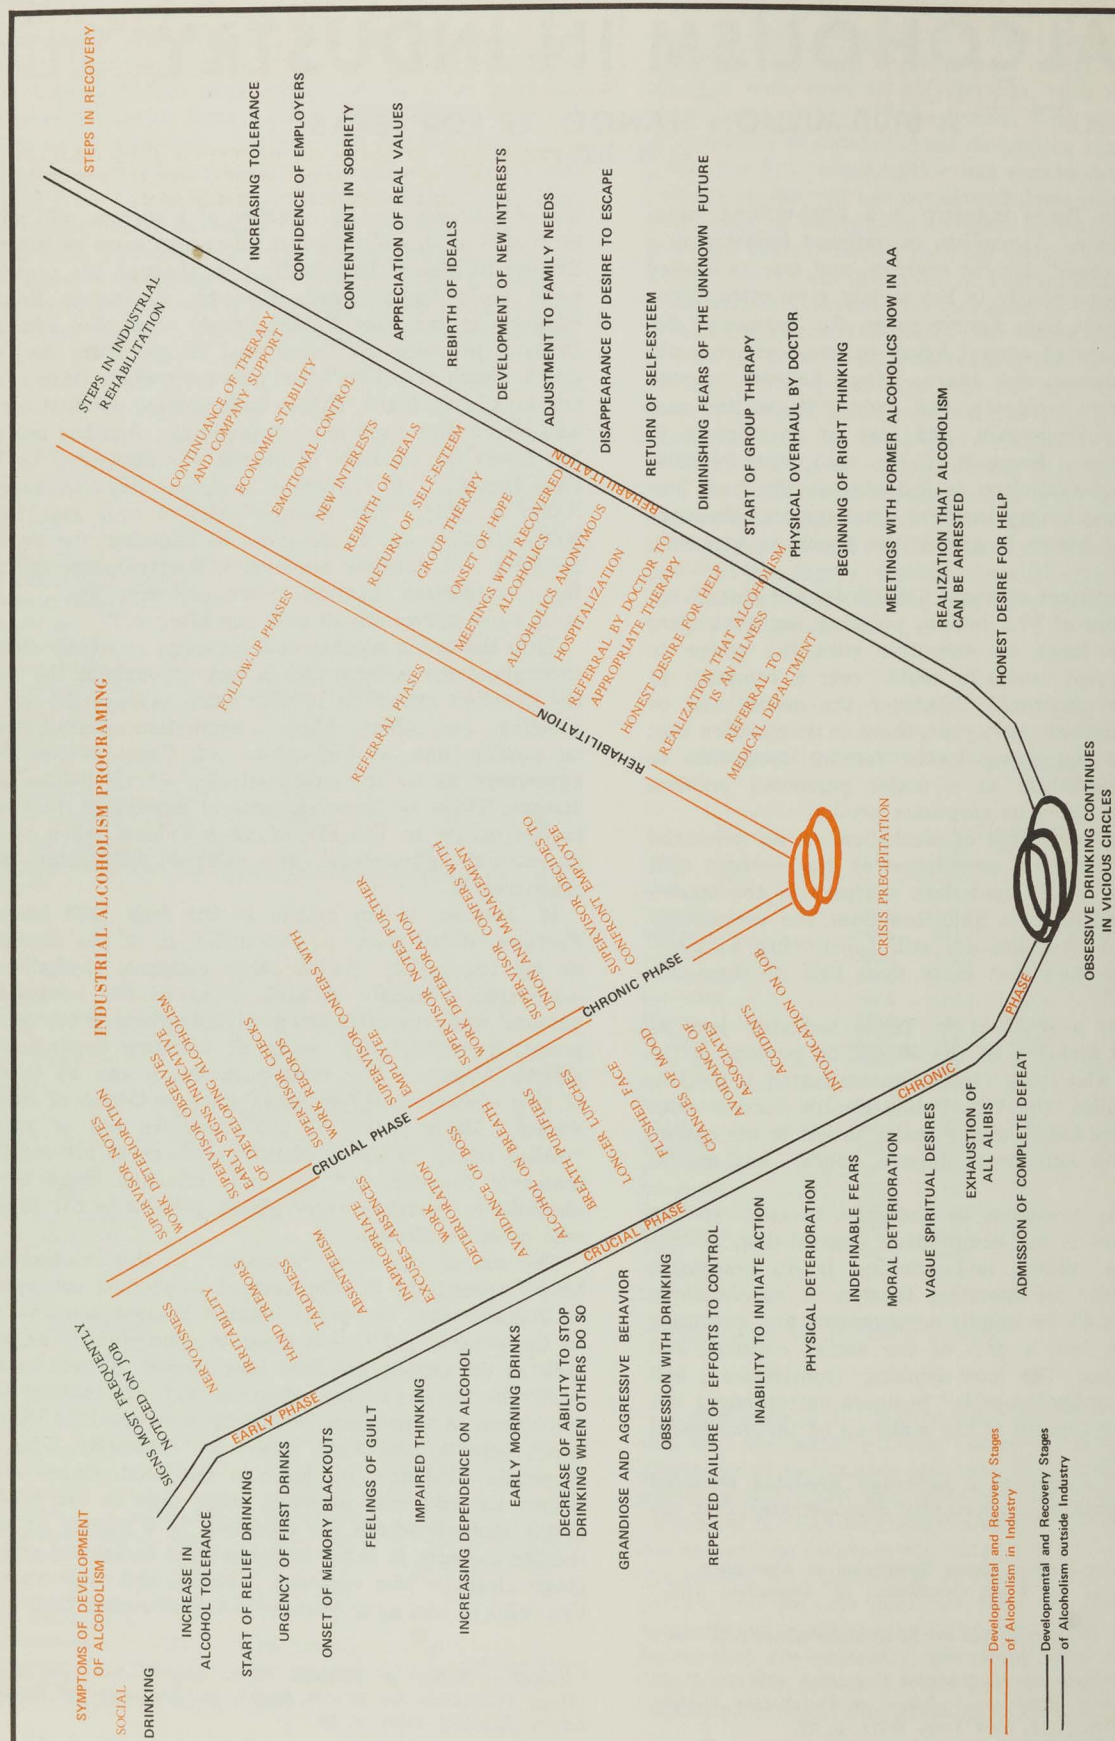 INDUSTRIAL ALCOHOLISM PROGRAMING
SYMPTOMS OF DEVELOPMENT
OF ALCOHOLISM
SOCIAL
DRINKING
INCREASE IN
ALCOHOL TOLERANCE
START OF RELIEF DRINKING
URGENCY OF FIRST DRINKS
ONSET OF MEMORY BLACKOUTS
FEELINGS OF GUILT
IMPAIRED THINKING
INCREASING DEPENDENCE ON ALCOHOL
EARLY MORNING DRINKS
DECREASE OF ABILITY TO STOP
DRINKING WHEN OTHERS DO SO
GRANDIOSE AND AGGRESSIVE BEHAVIOR
OBSESSION WITH DRINKING
REPEATED FAILURE OF EFFORTS TO CONTROL
INABILITY TO INITIATE ACTION
PHYSICAL DETERIORATION
INDEFINABLE FEARS
MORAL DETERIORATION
VAGUE SPIRITUAL DESIRES
EXHAUSTION OF
ALL ALIBIS
ADMISSION OF COMPLETE DEFEAT
EARLY PHASE
CRUCIAL PHASE
CHRONIC
PHASE
SIGNS MOST FREQUENTLY
NOTICED ON JOB
NERVOUSNESS
IRRITABILITY
HAND TREMORS
TARDINESS
ABSENTEEISM
INAPPROPRIATE
EXCUSES—ABSENCES
WORK
DETERIORATION
AVOIDANCE OF BOSS
ALCOHOL ON BREATH
BREATH PURIFIERS
LONGER LUNCHES
FLUSHED FACE
CHANGES OF MOOD
AVOIDANCE OF
ASSOCIATES
ACCIDENTS
INTOXICATION ON JOB
CRUCIAL PHASE
CHRONIC PHASE
SUPERVISOR NOTES
WORK DETERIORATION
SUPERVISOR OBSERVES
EARLY SIGNS INDICATIVE
OF DEVELOPING ALCOHOLISM
SUPERVISOR CHECKS
WORK RECORDS
SUPERVISOR CONFERS WITH
EMPLOYEE
SUPERVISOR NOTES FURTHER
WORK DETERIORATION
SUPERVISOR CONFERS WITH
UNION AND MANAGEMENT
SUPERVISOR DECIDES TO
CONFRONT EMPLOYEE
CRISIS PRECIPITATION
OBSESSIVE DRINKING CONTINUES
IN VICIOUS CIRCLES
FOLLOW-UP PHASES
REFERRAL PHASES
REHABILITATION
STEPS IN INDUSTRIAL
REHABILITATION
CONTINUANCE OF THERAPY
AND COMPANY SUPPORT
ECONOMIC STABILITY
EMOTIONAL CONTROL
NEW INTERESTS
REBIRTH OF IDEALS
RETURN OF SELF-ESTEEM
GROUP THERAPY
ONSET OF HOPE
MEETINGS WITH RECOVERED
ALCOHOLICS
ALCOHOLICS ANONYMOUS
HOSPITALIZATION
REFERRAL BY DOCTOR TO
APPROPRIATE THERAPY
HONEST DESIRE FOR HELP
REALIZATION THAT ALCOHOLISM
IS AN ILLNESS
REFERRAL TO
MEDICAL DEPARTMENT
REHABILITATION
STEPS IN RECOVERY
INCREASING TOLERANCE
CONFIDENCE OF EMPLOYERS
CONTENTMENT IN SOBRIETY
APPRECIATION OF REAL VALUES
REBIRTH OF IDEALS
DEVELOPMENT OF NEW INTERESTS
ADJUSTMENT TO FAMILY NEEDS
DISAPPEARANCE OF DESIRE TO ESCAPE
RETURN OF SELF-ESTEEM
DIMINISHING FEARS OF THE UNKNOWN FUTURE
START OF GROUP THERAPY
PHYSICAL OVERHAUL BY DOCTOR
BEGINNING OF RIGHT THINKING
MEETINGS WITH FORMER ALCOHOLICS NOW IN AA
REALIZATION THAT ALCOHOLISM
CAN BE ARRESTED
HONEST DESIRE FOR HELP
Developmental and Recovery Stages
of Alcoholism in Industry
Developmental and Recovery Stages
of Alcoholism outside Industry